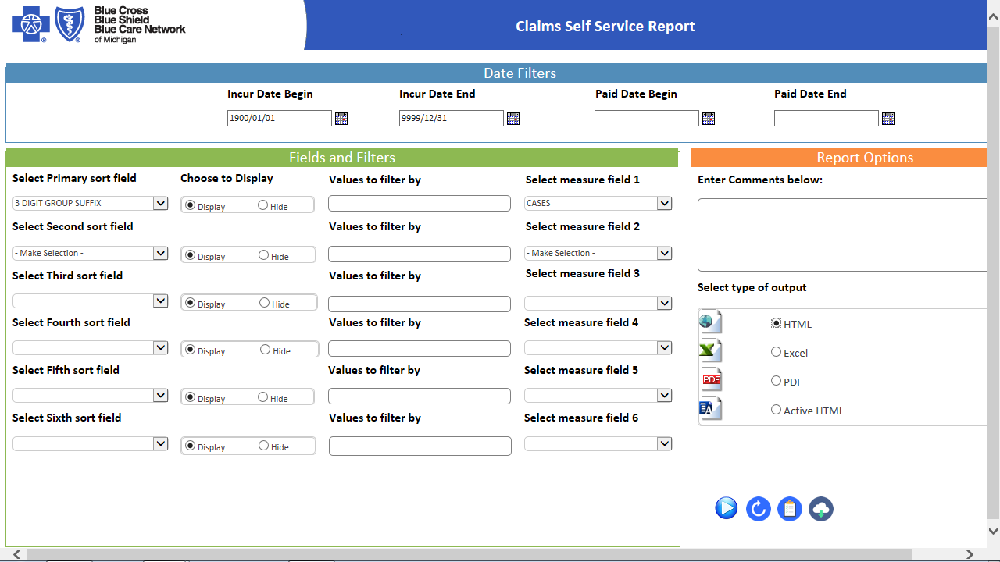 Blue Cross
Blue Shield
Blue Care Network
of Michigan
Claims Self Service Report
Date Filters
Incur Date Begin Incur Date End Paid Date Begin Paid Date End
1900/01/01 9999/12/31
Fields and Filters
Select Primary sort field Choose to Display Values to filter by Select measure field 1
3 DIGIT GROUP SUFFIX Display Hide CASES
Select Second sort field Values to filter by Select measure field 2
- Make Selection - Display Hide - Make Selection -
Select Third sort field Values to filter by Select measure field 3
Display Hide
Select Fourth sort field Values to filter by Select measure field 4
Display Hide
Select Fifth sort field Values to filter by Select measure field 5
Display Hide
Select Sixth sort field Values to filter by Select measure field 6
Display Hide
Report Options
Enter Comments below:
Select type of output
HTML
Excel
PDF PDF
Active HTML